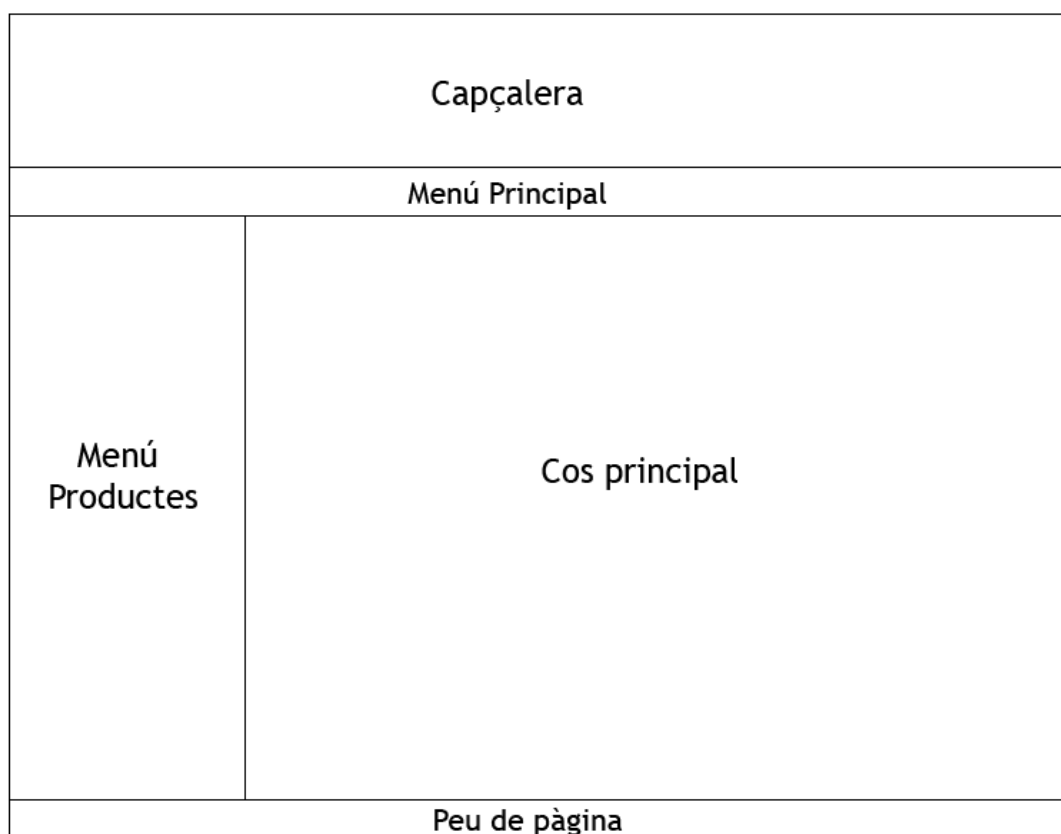 Capçalera
Menú Principal
Menú
Productes
Cos principal
Peu de pàgina